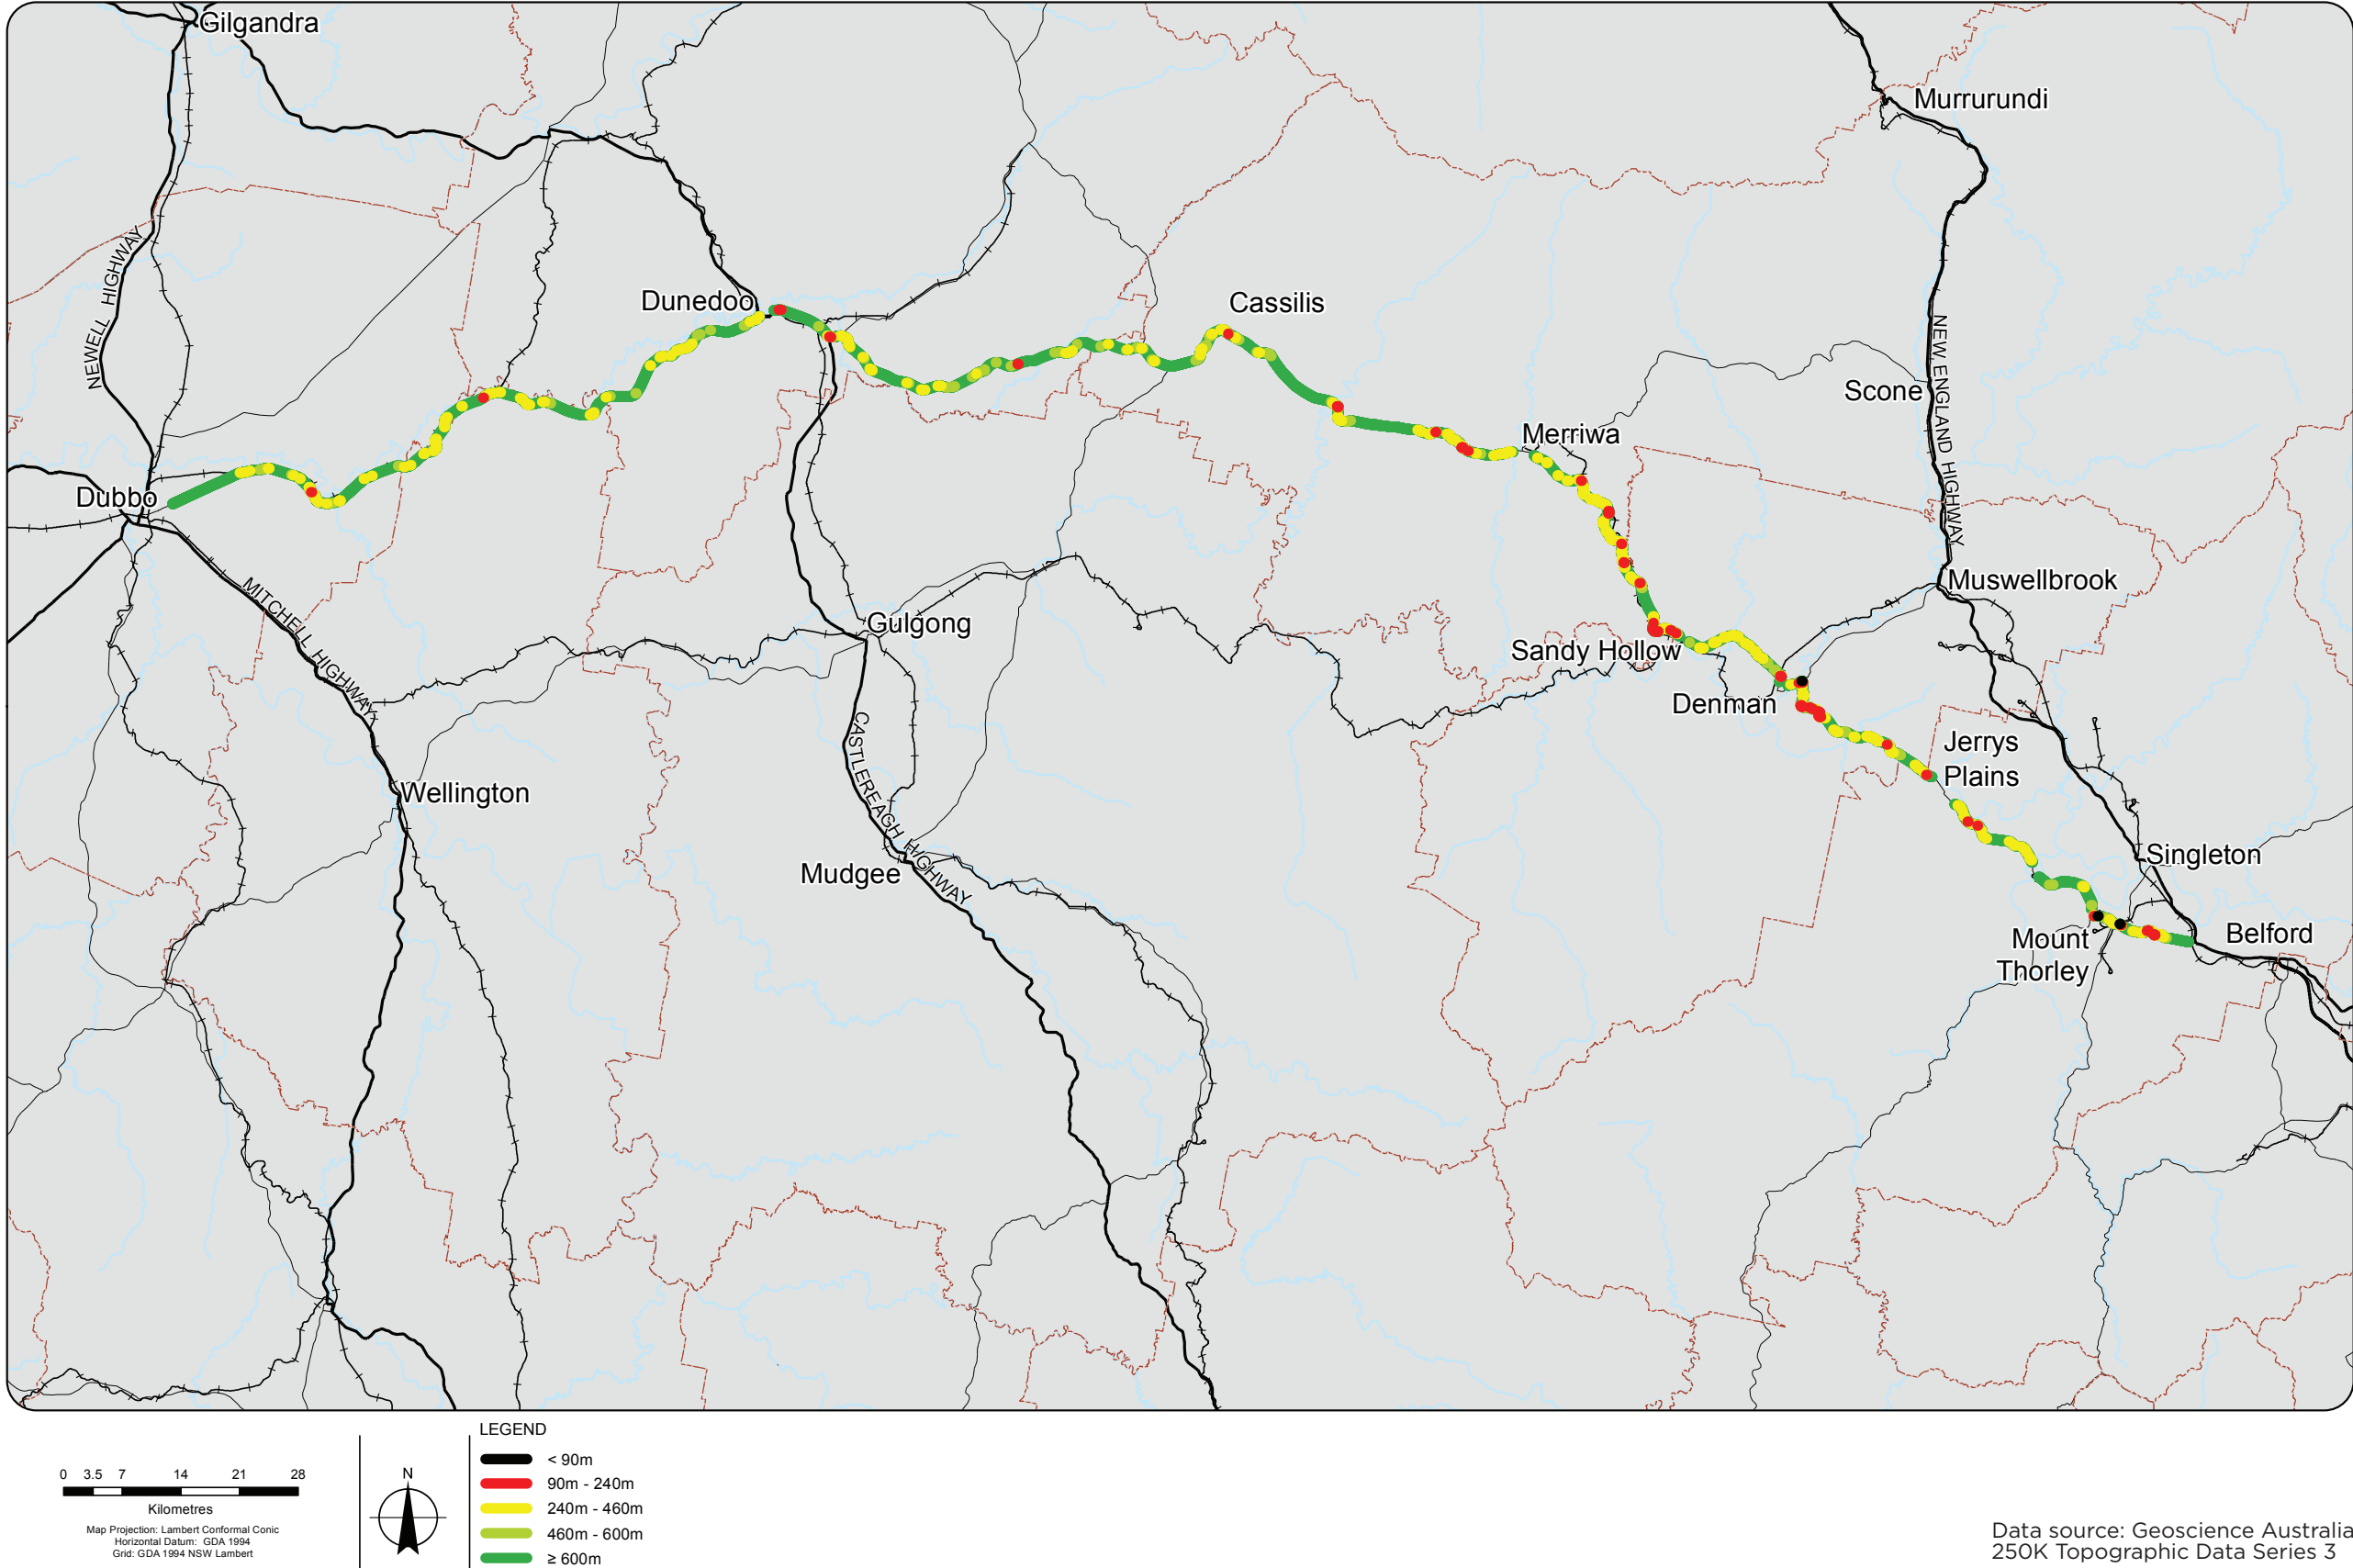 Gilgandra
Murrurundi
NEWELL HIGHWAY
Dunedoo
Cassilis
NEW ENGLAND HIGHWAY
Scone
Merriwa
Dubbo
MITCHELL HIGHWAY
Muswellbrook
Gulgong
Sandy Hollow
Denman
CASTLEREAGH HIGHWAY
Jerrys
Plains
Wellington
Mudgee
Singleton
Mount
Thorley
Belford
LEGEND
< 90m
90m - 240m
240m - 460m
460m - 600m
≥ 600m
0 3.5 7 14 21 28
Kilometres
Map Projection: Lambert Conformal Conic
Horizontal Datum: GDA 1994
Grid: GDA 1994 NSW Lambert
N
Data source: Geoscience Australia
250K Topographic Data Series 3